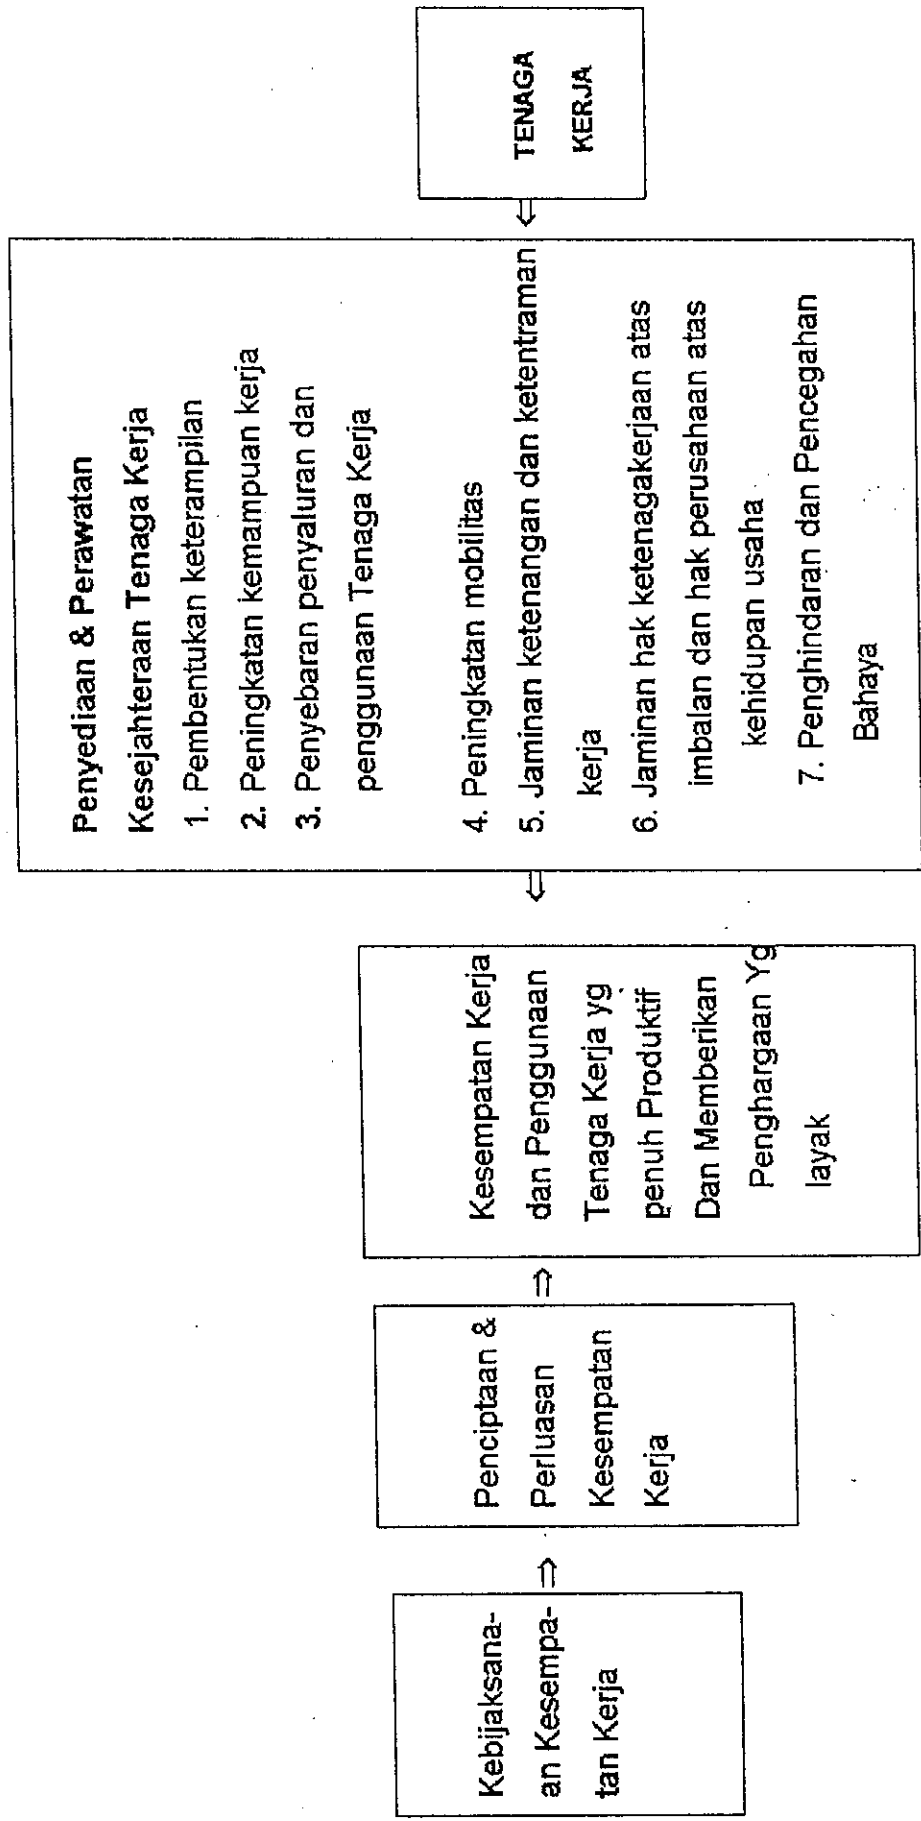 Kebijaksana-
an Kesempa-
tan Kerja
⇒
Penciptaan &
Perluasan
Kesempatan
Kerja
⇒
Kesempatan Kerja
dan Penggunaan
Tenaga Kerja yg
penuh Produktif
Dan Memberikan
Penghargaan Yg
layak
⇐
Penyediaan & Perawatan
Kesejahteraan Tenaga Kerja
1. Pembentukan keterampilan
2. Peningkatan kemampuan kerja
3. Penyebaran penyaluran dan
penggunaan Tenaga Kerja
4. Peningkatan mobilitas
5. Jaminan ketenangan dan ketentraman
kerja
6. Jaminan hak ketenagakerjaan atas
imbalan dan hak perusahaan atas
kehidupan usaha
7. Penghindaran dan Pencegahan
Bahaya
⇐
TENAGA
KERJA